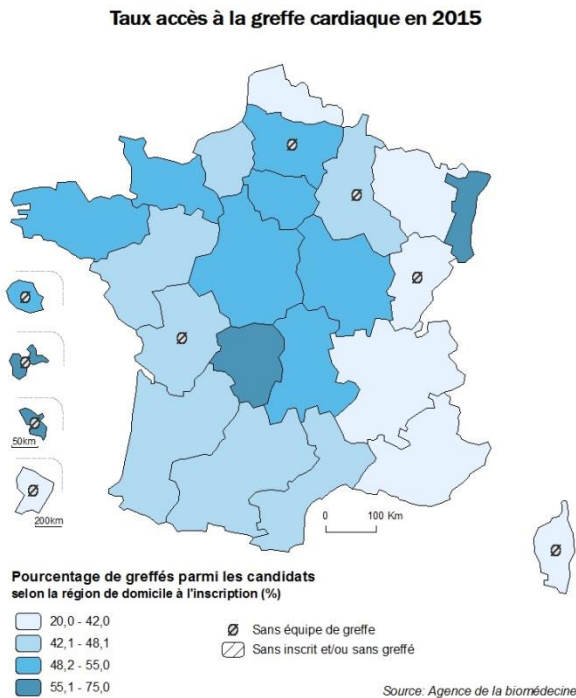 Taux accès à la greffe cardiaque en 2015
50km
200km
0 100 Km
Pourcentage de greffés parmi les candidats
selon la région de domicile à l'inscription (%)
20,0 - 42,0
42,1 - 48,1
48,2 - 55,0
55,1 - 75,0
Sans équipe de greffe
Sans inscrit et/ou sans greffé
Source: Agence de la biomédecine